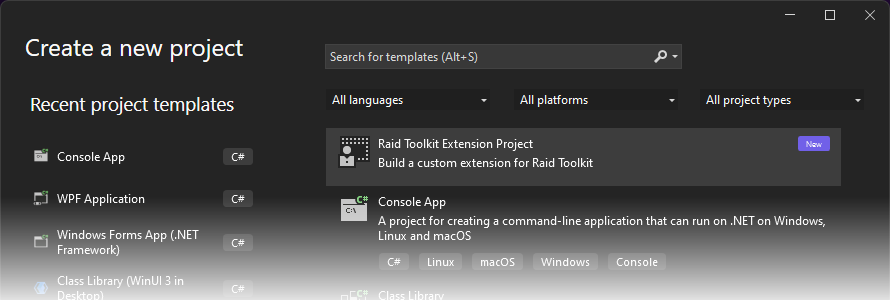 Create a new project
Search for templates (Alt+S)
Recent project templates
All languages
All platforms
All project types
Console App
C#
WPF Application
C#
Windows Forms App (.NET
Framework)
C#
Class Library (WinUI 3 in
Desktop)
C#
Raid Toolkit Extension Project
New
Build a custom extension for Raid Toolkit
C#
C:\
Console App
A project for creating a command-line application that can run on .NET on Windows,
Linux and macOS
C#
Linux
macOS
Windows
Console
Class Library